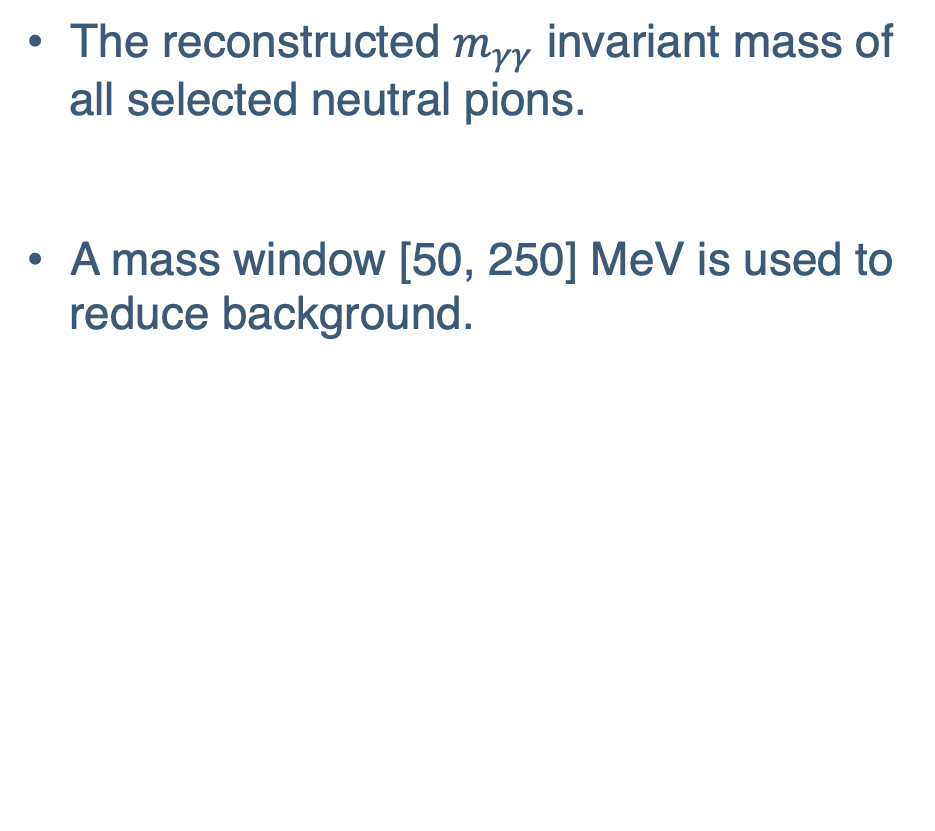 • The reconstructed 𝑚𝛾𝛾 invariant mass of
all selected neutral pions.
• A mass window [50, 250] MeV is used to
reduce background.